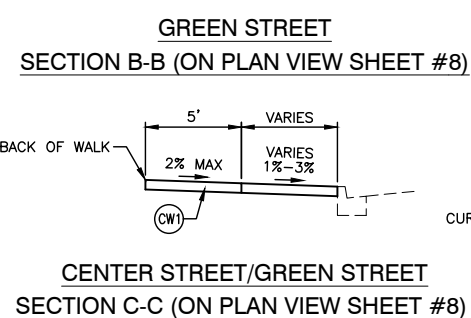 GREEN STREET
SECTION B-B (ON PLAN VIEW SHEET #8)
5' VARIES
BACK OF WALK
2% MAX
VARIES
1%-3%
CW1
CUR
CENTER STREET/GREEN STREET
SECTION C-C (ON PLAN VIEW SHEET #8)